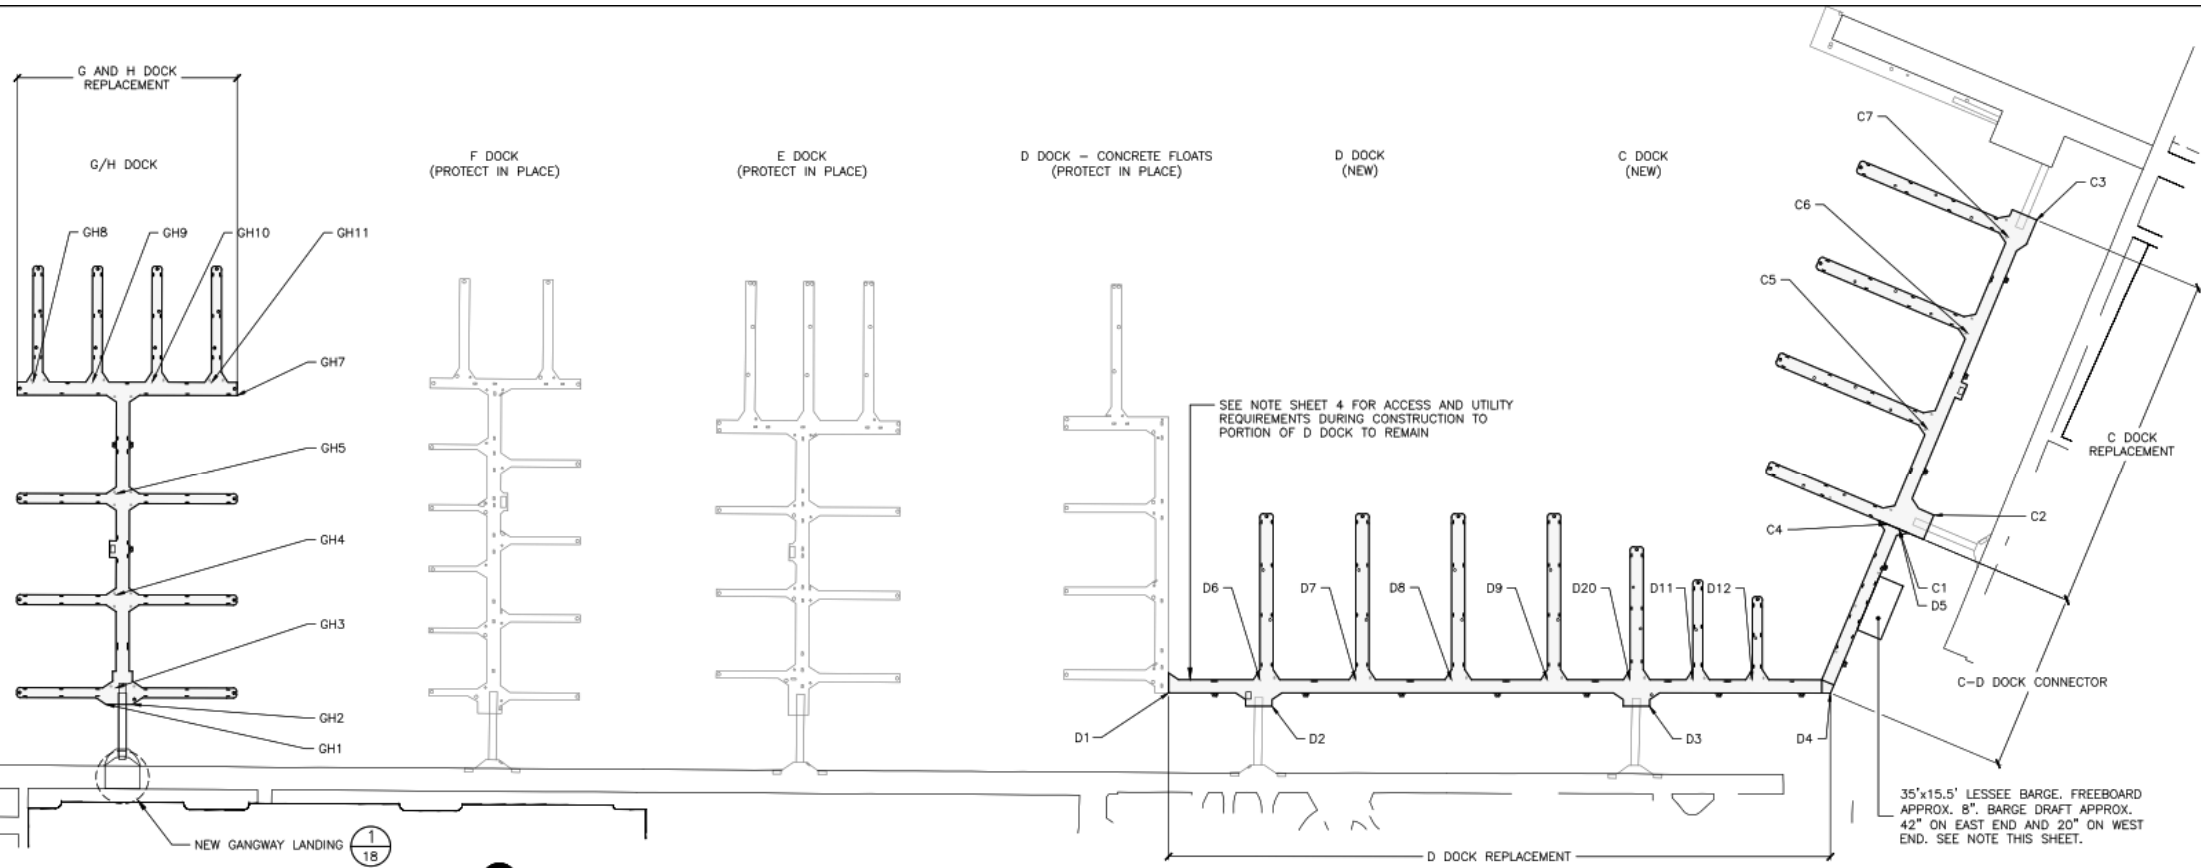 G AND H DOCK
REPLACEMENT
G/H DOCK
F DOCK
(PROTECT IN PLACE)
E DOCK
(PROTECT IN PLACE)
D DOCK – CONCRETE FLOATS
(PROTECT IN PLACE)
D DOCK
(NEW)
C DOCK
(NEW)
GH8
GH9
GH10
GH11
GH7
GH5
GH4
GH3
GH2
GH1
NEW GANGWAY LANDING
1
18
SEE NOTE SHEET 4 FOR ACCESS AND UTILITY
REQUIREMENTS DURING CONSTRUCTION TO
PORTION OF D DOCK TO REMAIN
D6
D7
D8
D9
D20
D11
D12
D1
D2
D3
D4
D DOCK REPLACEMENT
C7
C3
C6
C5
C4
C2
C1
D5
C DOCK
REPLACEMENT
C–D DOCK CONNECTOR
35'x15.5' LESSEE BARGE. FREEBOARD
APPROX. 8". BARGE DRAFT APPROX.
42" ON EAST END AND 20" ON WEST
END. SEE NOTE THIS SHEET.